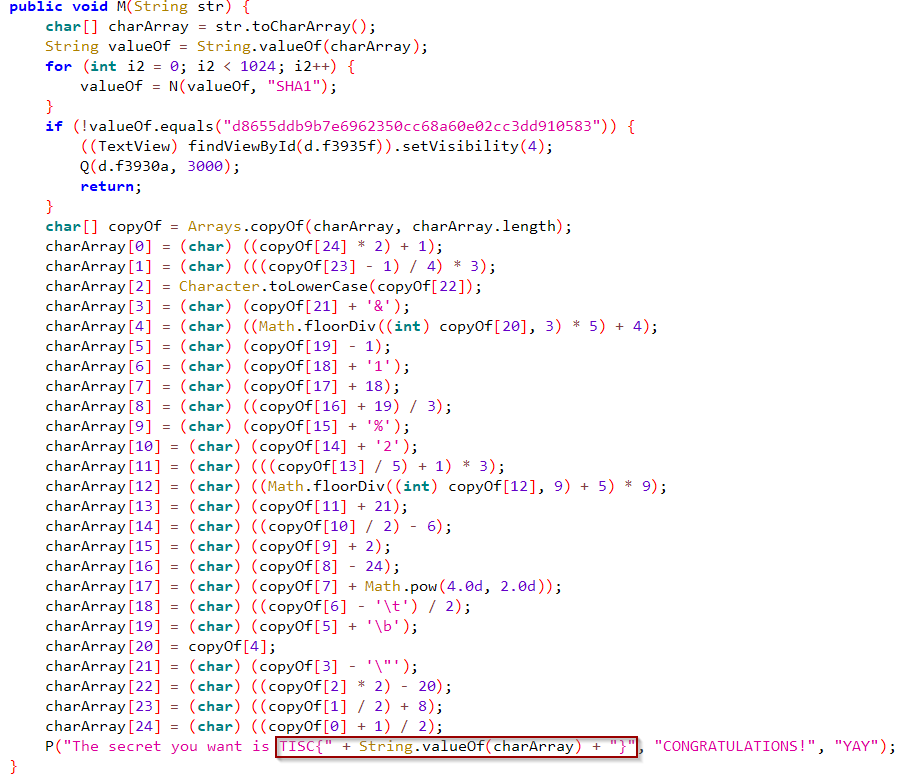 public void M(String str) {
    char[] charArray = str.toCharArray();
    String valueOf = String.valueOf(charArray);
    for (int i2 = 0; i2 < 1024; i2++) {
        valueOf = N(valueOf, "SHA1");
    }
    if (!valueOf.equals("d8655ddb9b7e6962350cc68a60e02cc3dd910583")) {
        ((TextView) findViewById(d.f3935f)).setVisibility(4);
        Q(d.f3930a, 3000);
        return;
    }
    char[] copyOf = Arrays.copyOf(charArray, charArray.length);
    charArray[0] = (char) ((copyOf[24] * 2) + 1);
    charArray[1] = (char) (((copyOf[23] - 1) / 4) * 3);
    charArray[2] = Character.toLowerCase(copyOf[22]);
    charArray[3] = (char) (copyOf[21] + '&');
    charArray[4] = (char) ((Math.floorDiv((int) copyOf[20], 3) * 5) + 4);
    charArray[5] = (char) (copyOf[19] - 1);
    charArray[6] = (char) (copyOf[18] + '1');
    charArray[7] = (char) (copyOf[17] + 18);
    charArray[8] = (char) ((copyOf[16] + 19) / 3);
    charArray[9] = (char) (copyOf[15] + '%');
    charArray[10] = (char) (copyOf[14] + '2');
    charArray[11] = (char) (((copyOf[13] / 5) + 1) * 3);
    charArray[12] = (char) ((Math.floorDiv((int) copyOf[12], 9) + 5) * 9);
    charArray[13] = (char) (copyOf[11] + 21);
    charArray[14] = (char) ((copyOf[10] / 2) - 6);
    charArray[15] = (char) (copyOf[9] + 2);
    charArray[16] = (char) (copyOf[8] - 24);
    charArray[17] = (char) (copyOf[7] + Math.pow(4.0d, 2.0d));
    charArray[18] = (char) ((copyOf[6] - '\t') / 2);
    charArray[19] = (char) (copyOf[5] + '\b');
    charArray[20] = copyOf[4];
    charArray[21] = (char) (copyOf[3] - '\"');
    charArray[22] = (char) ((copyOf[2] * 2) - 20);
    charArray[23] = (char) ((copyOf[1] / 2) + 8);
    charArray[24] = (char) ((copyOf[0] + 1) / 2);
    P("The secret you want is TISC{" + String.valueOf(charArray) + "}", "CONGRATULATIONS!", "YAY");
}